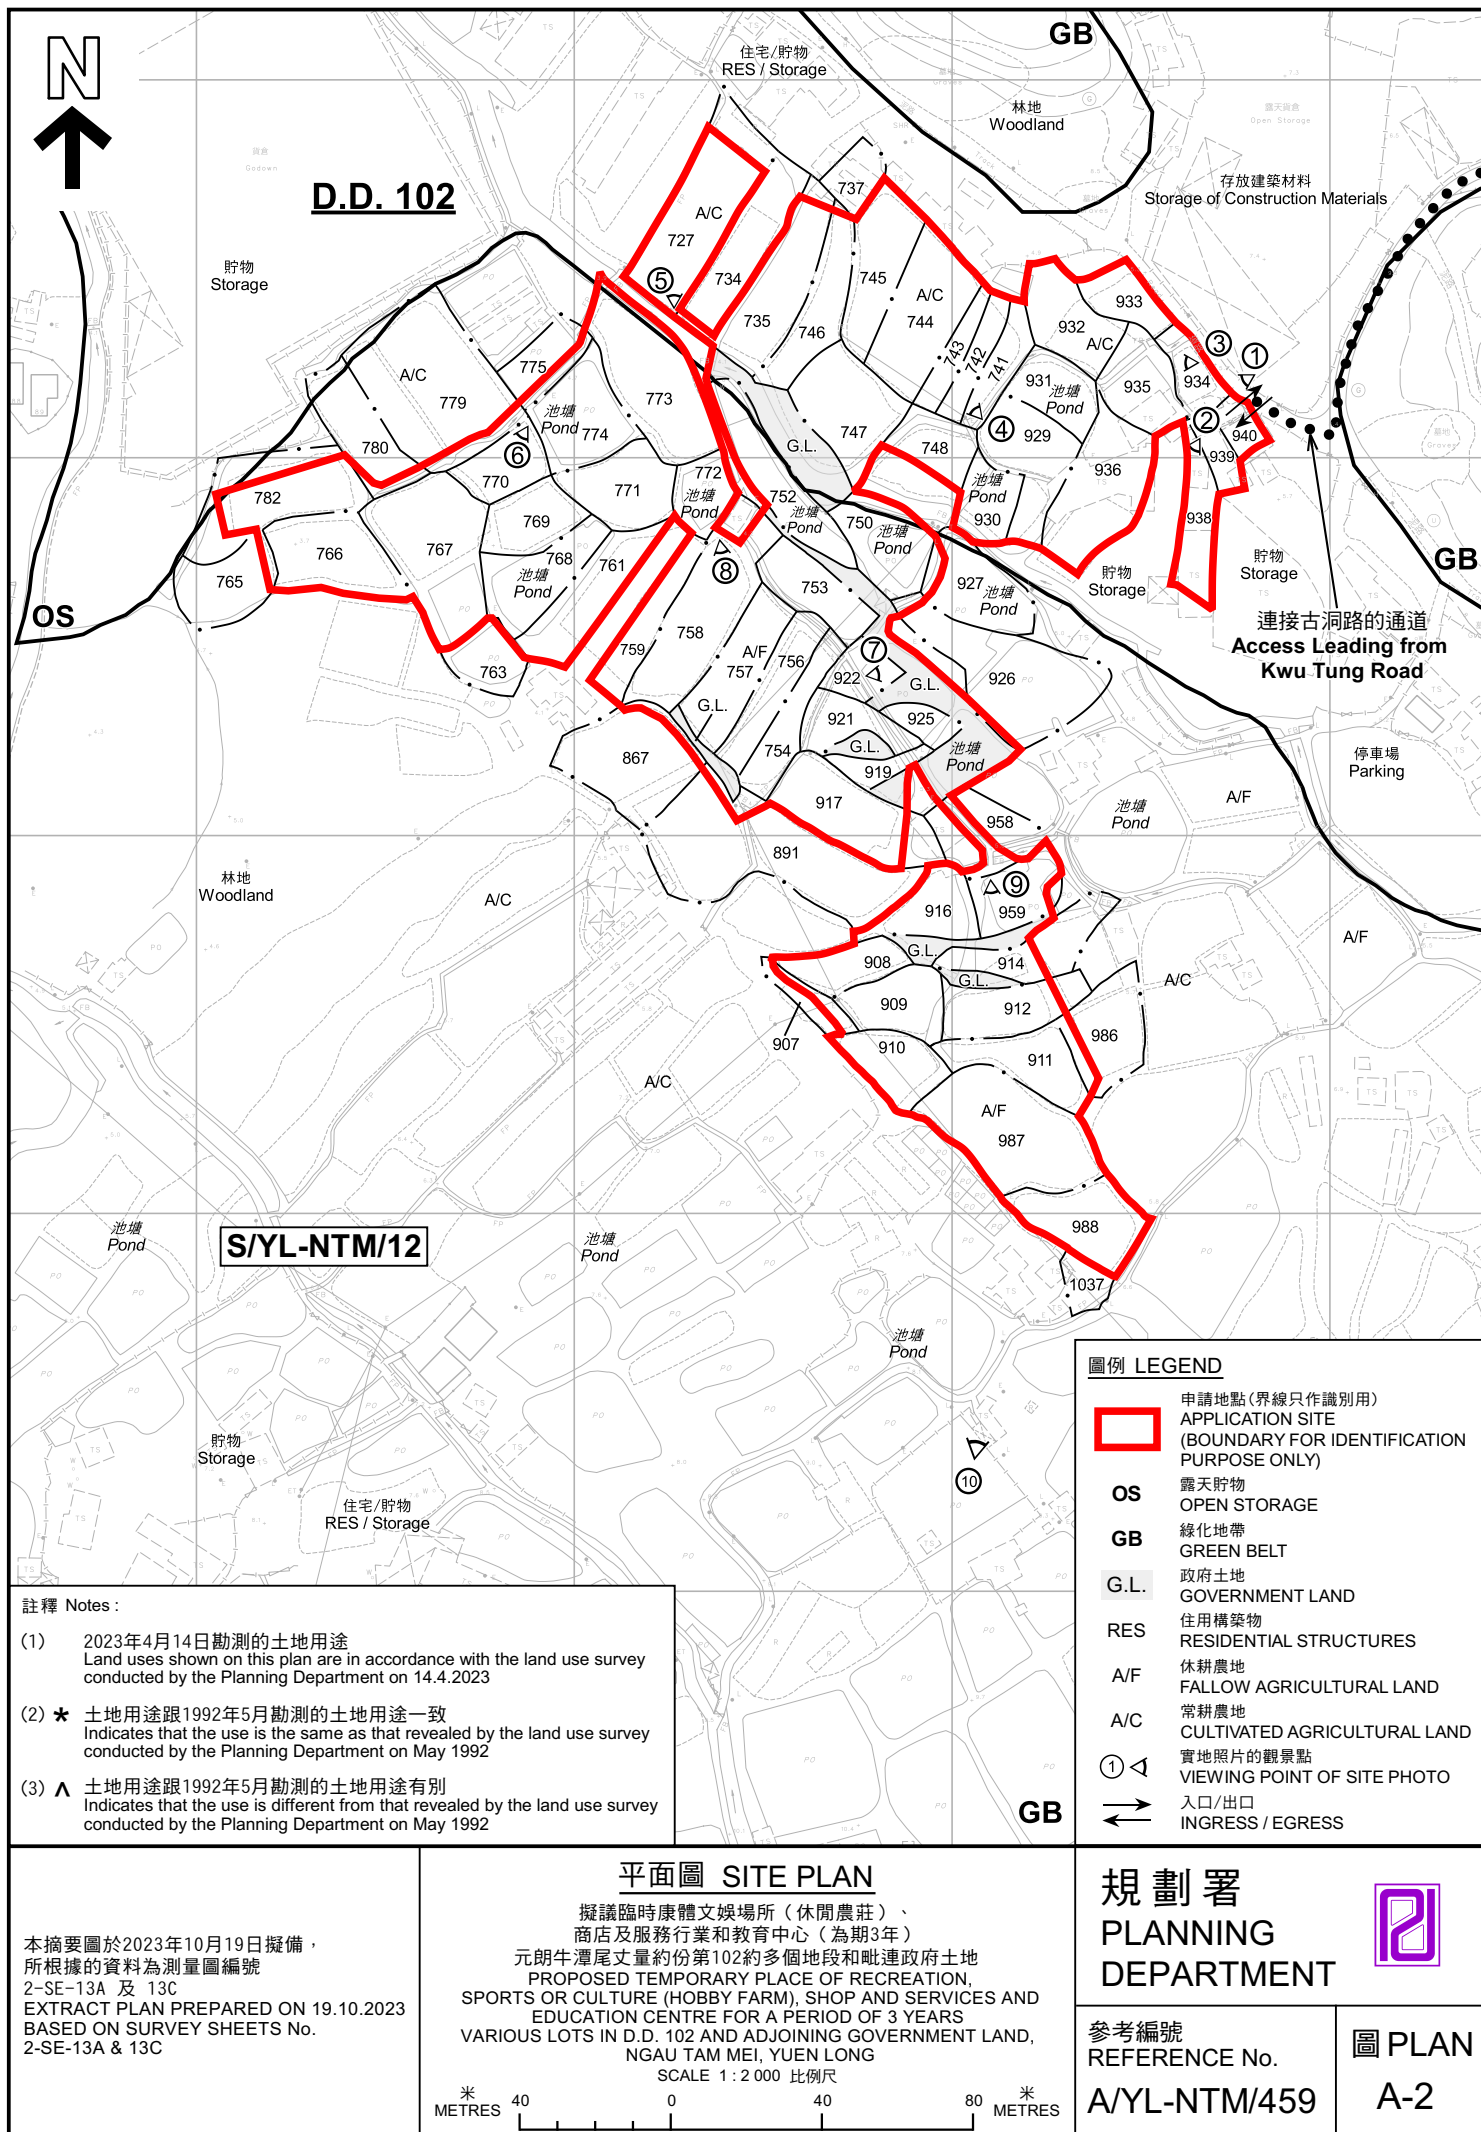 N
D.D. 102
GB
住宅/貯物
RES / Storage
林地
Woodland
存放建築材料
Storage of Construction Materials
露天貨倉
Open Storage
貨倉
Godown
貯物
Storage
A/C
727
734
735
737
745
A/C
744
746
743
742
741
747
748
G.L.
933
932
A/C
931
池塘
Pond
929
935
934
936
940
939
938
930
池塘
Pond
①
②
③
④
⑤
⑥
⑦
⑧
⑨
⑩
A/C
779
780
775
池塘
Pond
774
773
772
池塘
Pond
771
770
769
768
池塘
Pond
767
766
765
782
763
761
759
758
A/F
757
756
754
753
752
池塘
Pond
750
池塘
Pond
927
池塘
Pond
926
922
921
G.L.
925
G.L.
919
917
G.L.
池塘
Pond
貯物
Storage
貯物
Storage
GB
OS
連接古洞路的通道
Access Leading from
Kwu Tung Road
停車場
Parking
A/F
池塘
Pond
867
891
958
959
916
908
G.L.
914
G.L.
909
912
907
910
911
986
A/F
987
988
1037
林地
Woodland
A/C
A/C
A/C
A/F
池塘
Pond
S/YL-NTM/12
池塘
Pond
池塘
Pond
貯物
Storage
住宅/貯物
RES / Storage
GB
圖例 LEGEND
申請地點(界線只作識別用)
APPLICATION SITE
(BOUNDARY FOR IDENTIFICATION
PURPOSE ONLY)
OS 露天貯物
OPEN STORAGE
GB 綠化地帶
GREEN BELT
G.L. 政府土地
GOVERNMENT LAND
RES 住用構築物
RESIDENTIAL STRUCTURES
A/F 休耕農地
FALLOW AGRICULTURAL LAND
A/C 常耕農地
CULTIVATED AGRICULTURAL LAND
① 實地照片的觀景點
VIEWING POINT OF SITE PHOTO
入口/出口
INGRESS / EGRESS
註釋 Notes :
(1) 2023年4月14日勘測的土地用途
Land uses shown on this plan are in accordance with the land use survey
conducted by the Planning Department on 14.4.2023
(2) * 土地用途跟1992年5月勘測的土地用途一致
Indicates that the use is the same as that revealed by the land use survey
conducted by the Planning Department on May 1992
(3) ∧ 土地用途跟1992年5月勘測的土地用途有別
Indicates that the use is different from that revealed by the land use survey
conducted by the Planning Department on May 1992
本摘要圖於2023年10月19日擬備，
所根據的資料為測量圖編號
2-SE-13A 及 13C
EXTRACT PLAN PREPARED ON 19.10.2023
BASED ON SURVEY SHEETS No.
2-SE-13A & 13C
平面圖 SITE PLAN
擬議臨時康體文娛場所（休閒農莊）、
商店及服務行業和教育中心（為期3年）
元朗牛潭尾丈量約份第102約多個地段和毗連政府土地
PROPOSED TEMPORARY PLACE OF RECREATION,
SPORTS OR CULTURE (HOBBY FARM), SHOP AND SERVICES AND
EDUCATION CENTRE FOR A PERIOD OF 3 YEARS
VARIOUS LOTS IN D.D. 102 AND ADJOINING GOVERNMENT LAND,
NGAU TAM MEI, YUEN LONG
SCALE 1 : 2 000 比例尺
米
METRES 40 0 40 80 米
METRES
規劃署
PLANNING
DEPARTMENT
參考編號
REFERENCE No.
A/YL-NTM/459
圖 PLAN
A-2